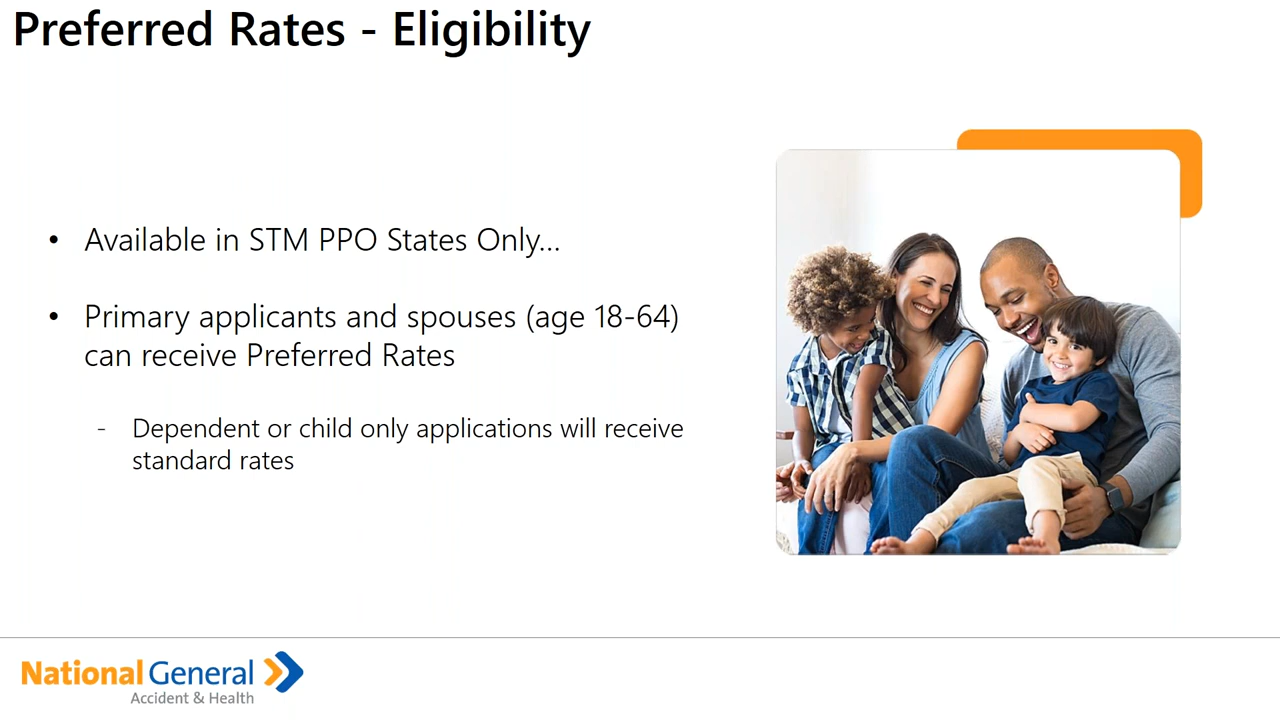 Preferred Rates - Eligibility
• Available in STM PPO States Only...
• Primary applicants and spouses (age 18-64)
can receive Preferred Rates
- Dependent or child only applications will receive
standard rates
National General
Accident & Health